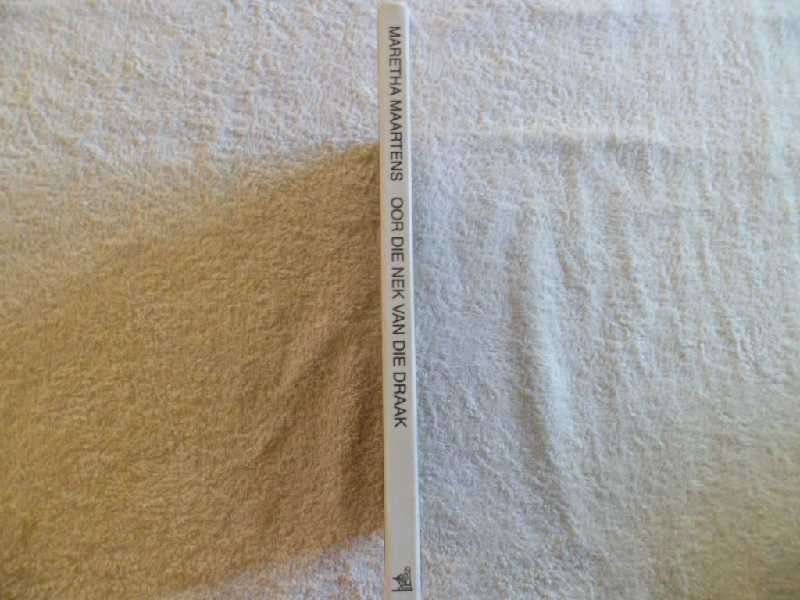 MARETHA MAARTENS OOR DIE NEK VAN DIE DRAAK